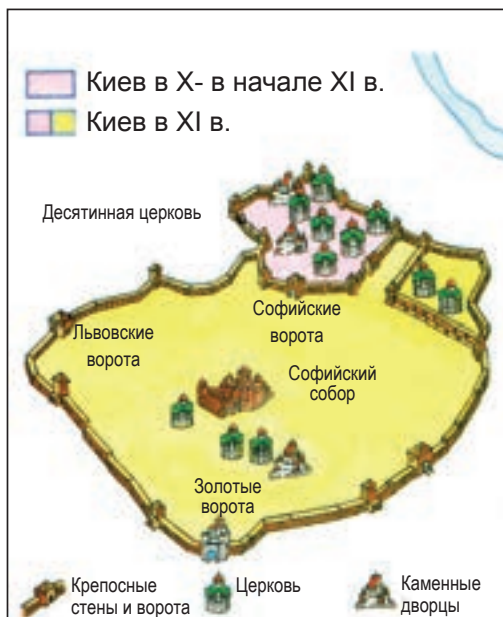 Киев в X- в начале XI в.
Киев в XI в.
Десятинная церковь
Софийские
ворота
Львовские
ворота
Софийский
собор
Золотые
ворота
Крепосные
стены и ворота
Церковь
Каменные
дворцы